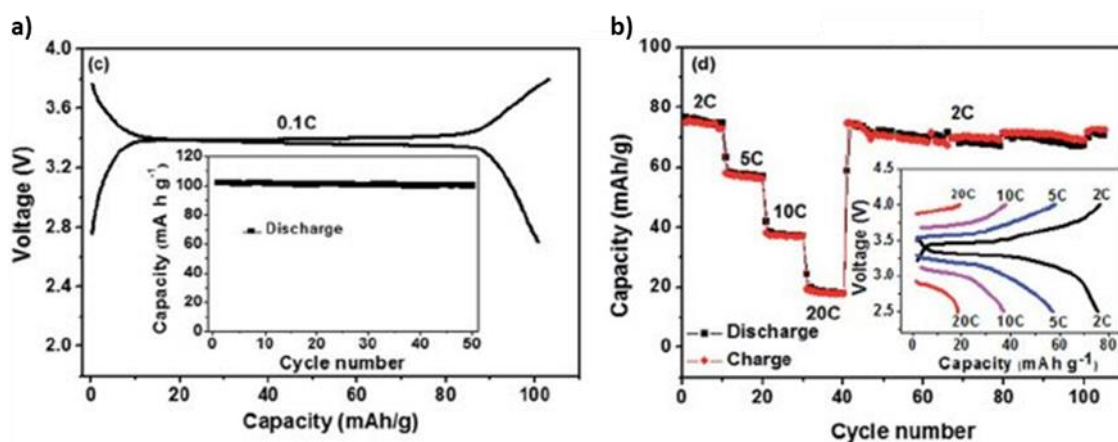 a)
(c)
4.0
3.6
3.2
2.8
2.4
2.0
Voltage (V)
0.1C
120
100
80
60
40
20
0
Capacity (mA h g-1)
Discharge
0 10 20 30 40 50
Cycle number
0 20 40 60 80 100
Capacity (mAh/g)
b)
(d)
100
80
60
40
20
0
Capacity (mAh/g)
2C
5C
10C
20C
2C
Discharge
Charge
4.5
4.0
3.5
3.0
2.5
Voltage (V)
20C 10C 5C 2C
20C 10C 5C 2C
0 20 40 60 80
Capacity (mAh g-1)
0 20 40 60 80 100
Cycle number